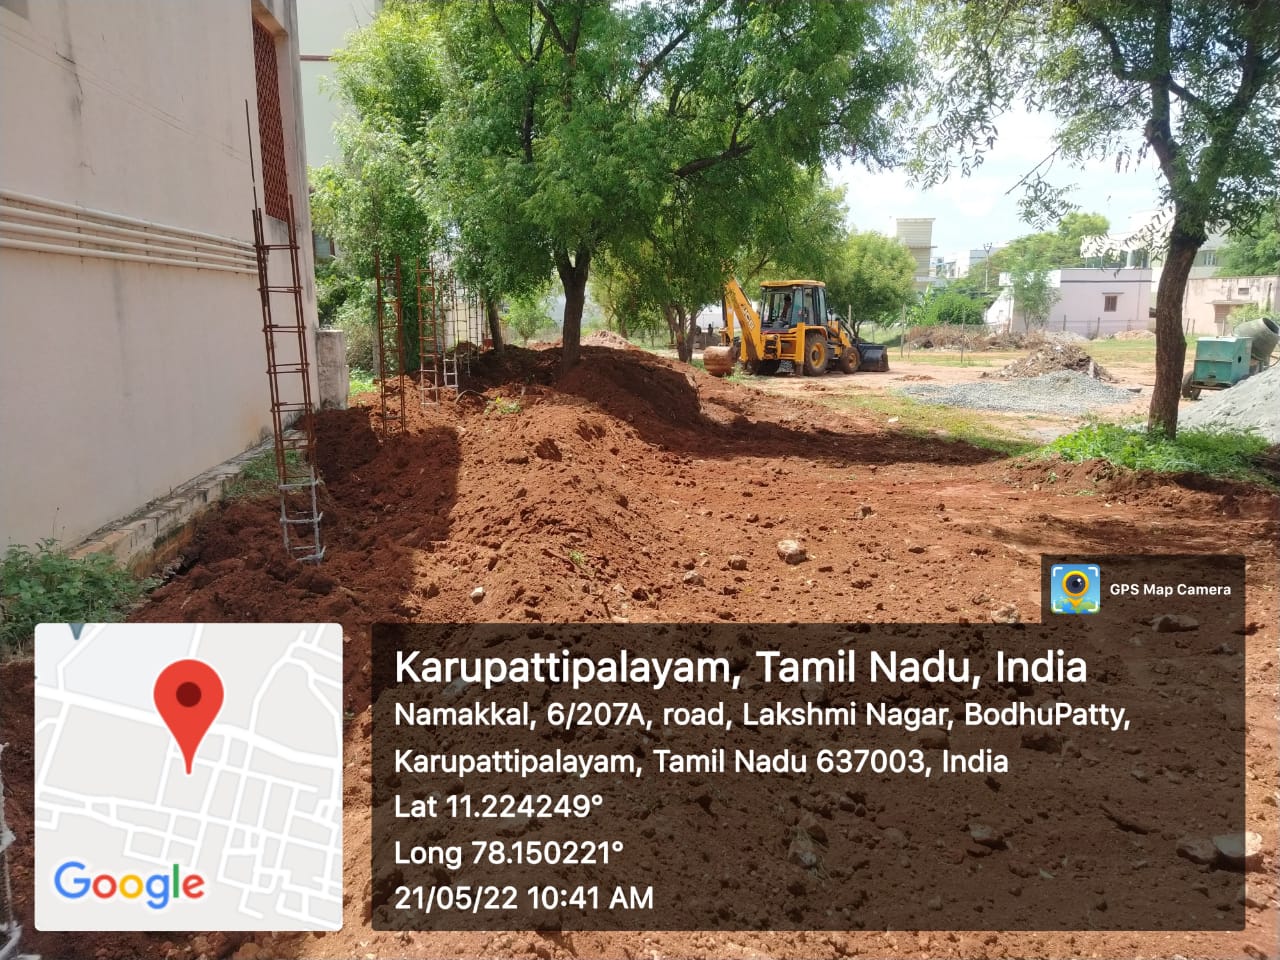 GPS Map Camera
Karupattipalayam, Tamil Nadu, India
Namakkal, 6/207A, road, Lakshmi Nagar, BodhuPatty,
Karupattipalayam, Tamil Nadu 637003, India
Lat 11.224249°
Long 78.150221°
21/05/22 10:41 AM
Google